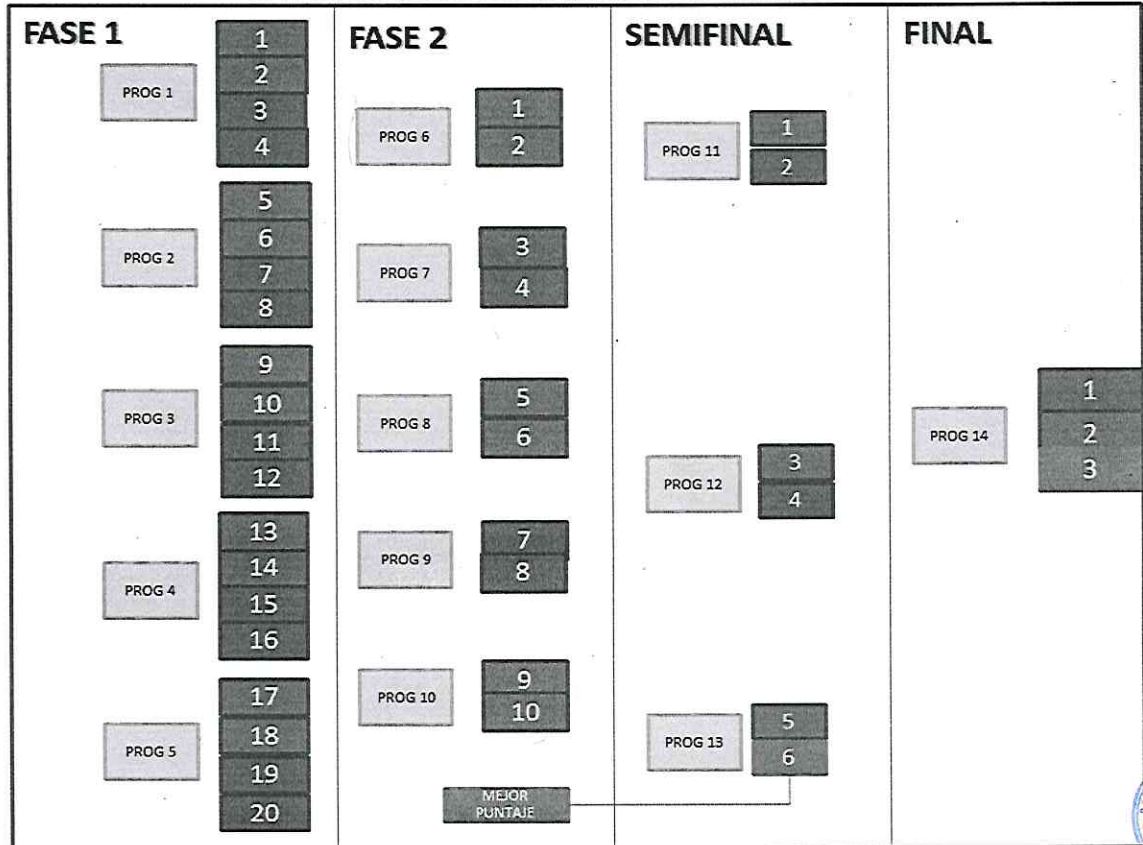 FASE 1
PROG 1
1
2
3
4
PROG 2
5
6
7
8
PROG 3
9
10
11
12
PROG 4
13
14
15
16
PROG 5
17
18
19
20
FASE 2
PROG 6
1
2
PROG 7
3
4
PROG 8
5
6
PROG 9
7
8
PROG 10
9
10
MEJOR
PUNTAJE
SEMIFINAL
PROG 11
1
2
PROG 12
3
4
PROG 13
5
6
FINAL
PROG 14
1
2
3